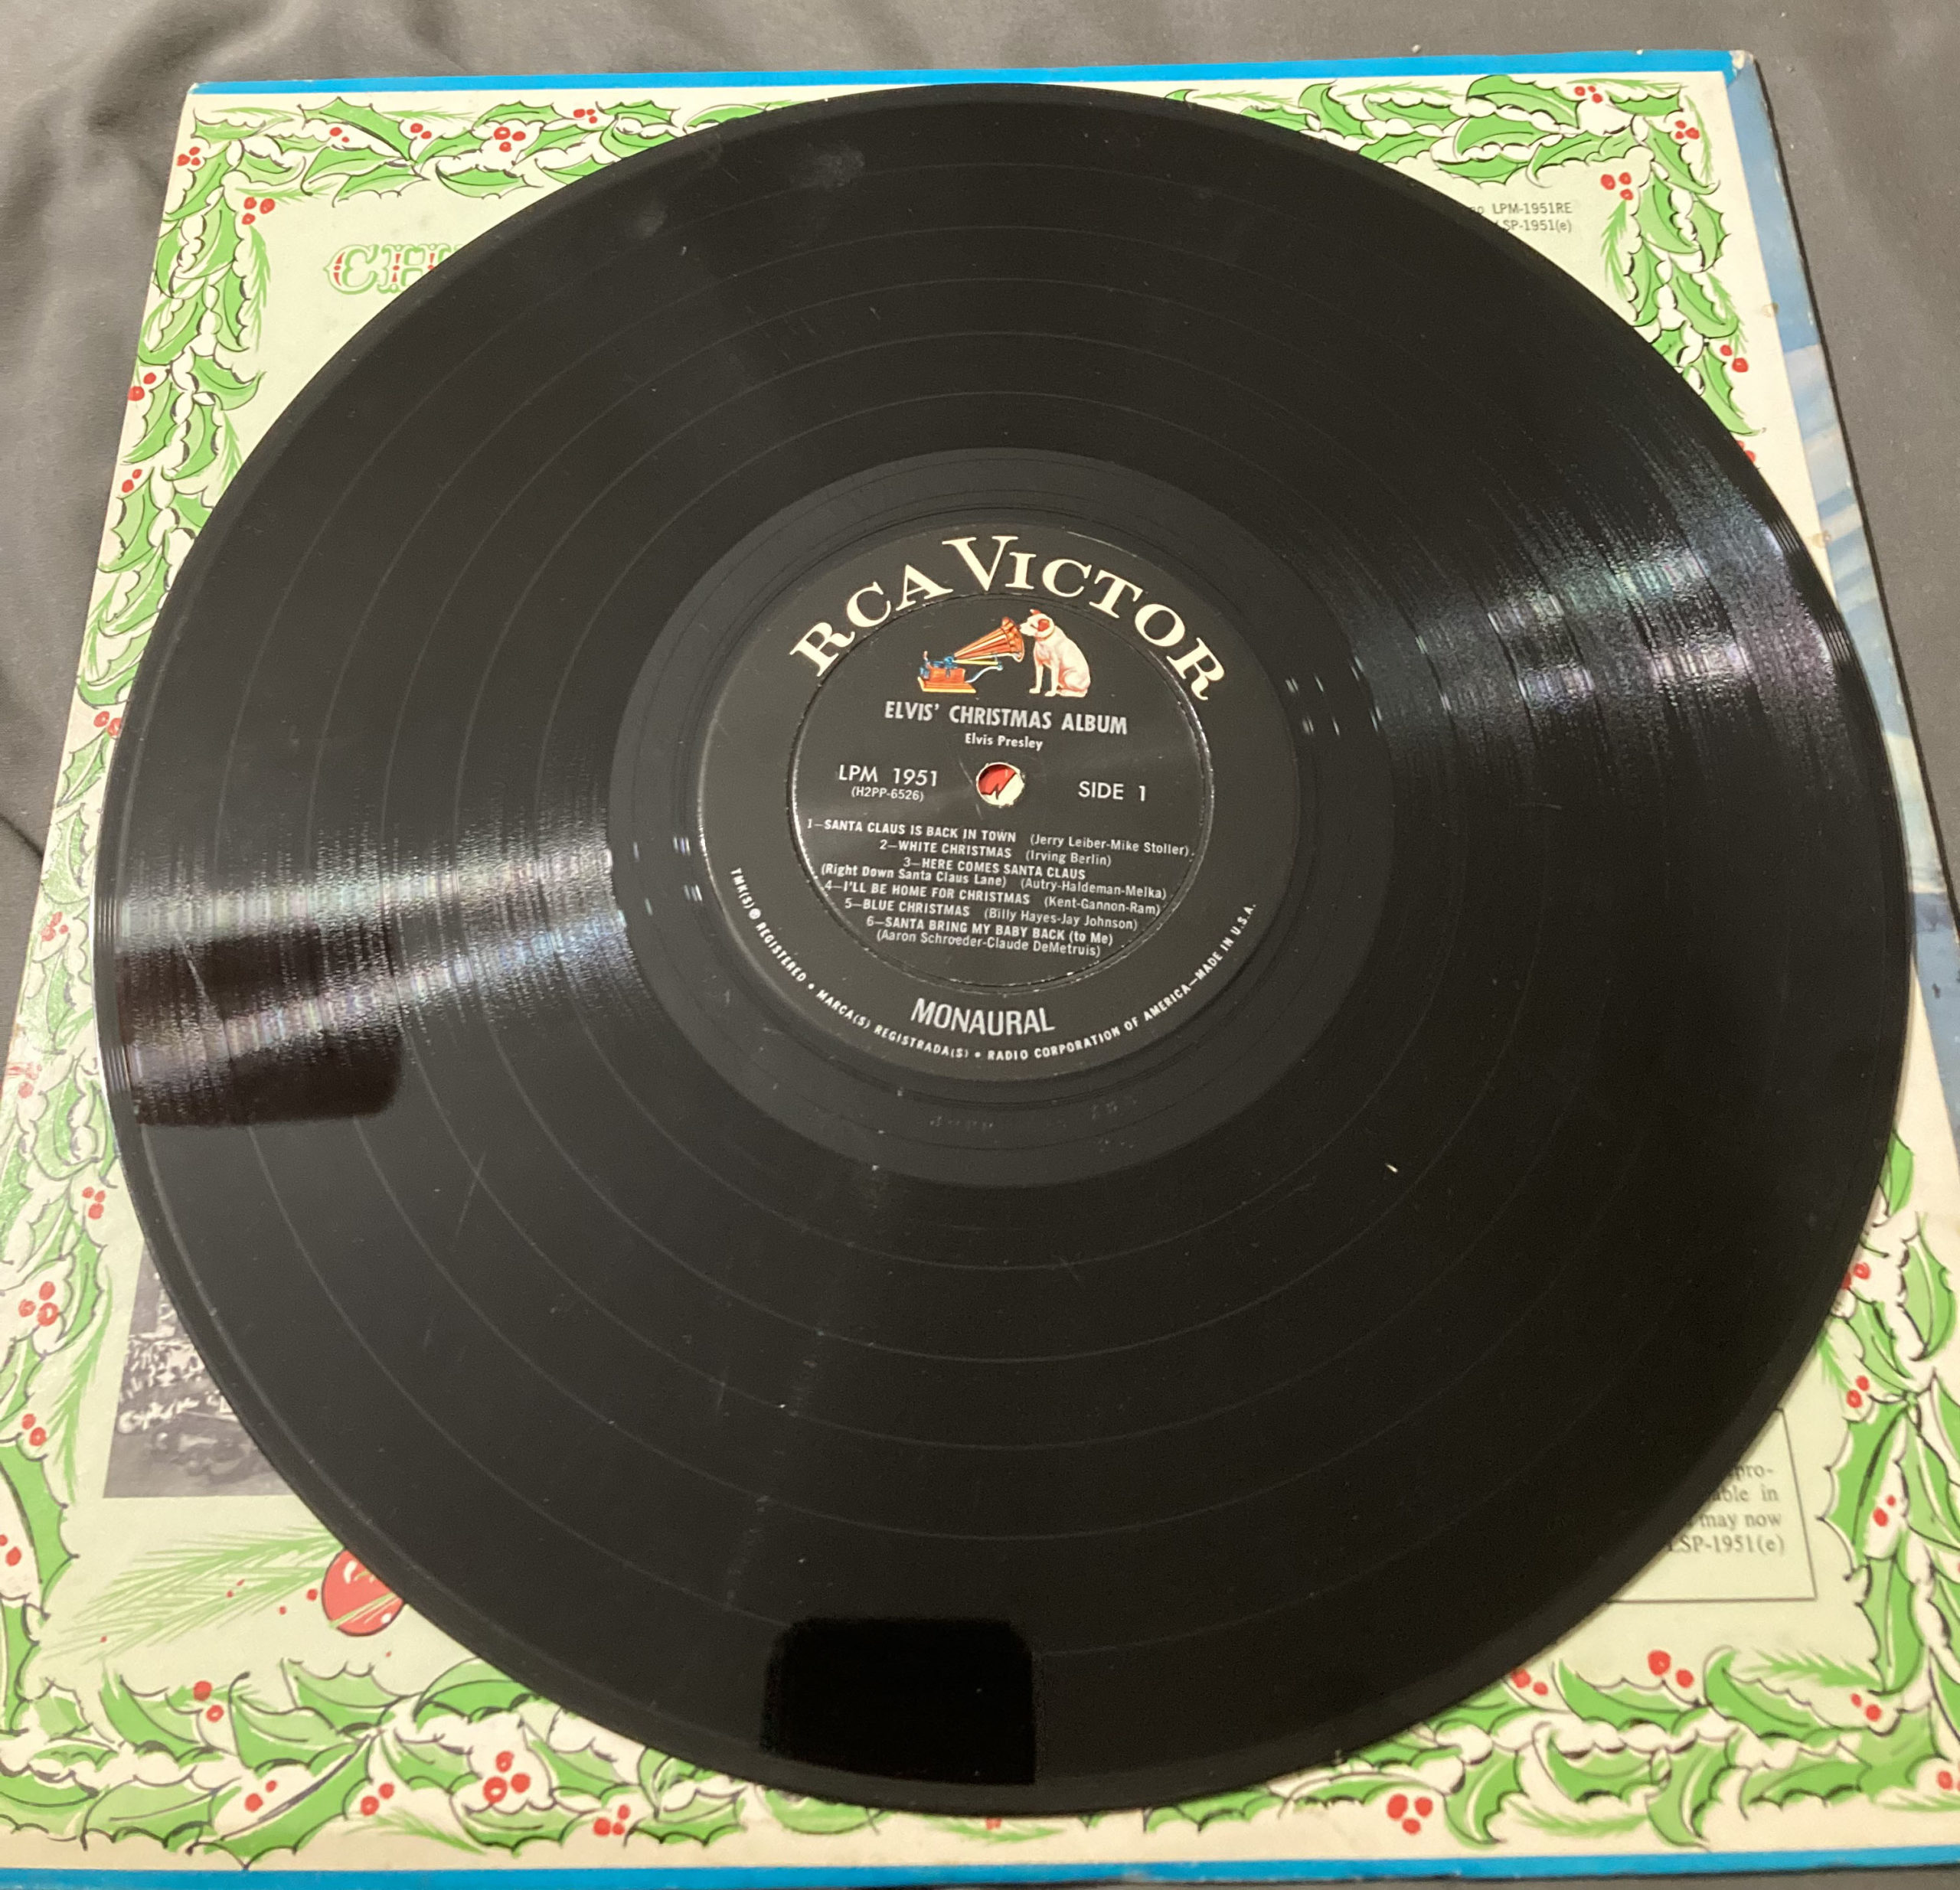 LPM-1951RE
SP-1951(e)
RCA VICTOR
ELVIS' CHRISTMAS ALBUM
Elvis Presley
LPM 1951
(H2PP-6526)
SIDE 1
1—SANTA CLAUS IS BACK IN TOWN (Jerry Leiber-Mike Stoller)
2—WHITE CHRISTMAS (Irving Berlin)
3—HERE COMES SANTA CLAUS
(Right Down Santa Claus Lane) (Autry-Haldeman-Melka)
4—I'LL BE HOME FOR CHRISTMAS (Kent-Gannon-Ram)
5—BLUE CHRISTMAS (Billy Hayes-Jay Johnson)
6—SANTA BRING MY BABY BACK (to Me)
(Aaron Schroeder-Claude DeMetruis)
MONAURAL
TMK(S) ® REGISTERED • MARCA(S) REGISTRADA(S) • RADIO CORPORATION OF AMERICA—MADE IN U.S.A.
pro-
able in
may now
LSP-1951(e)